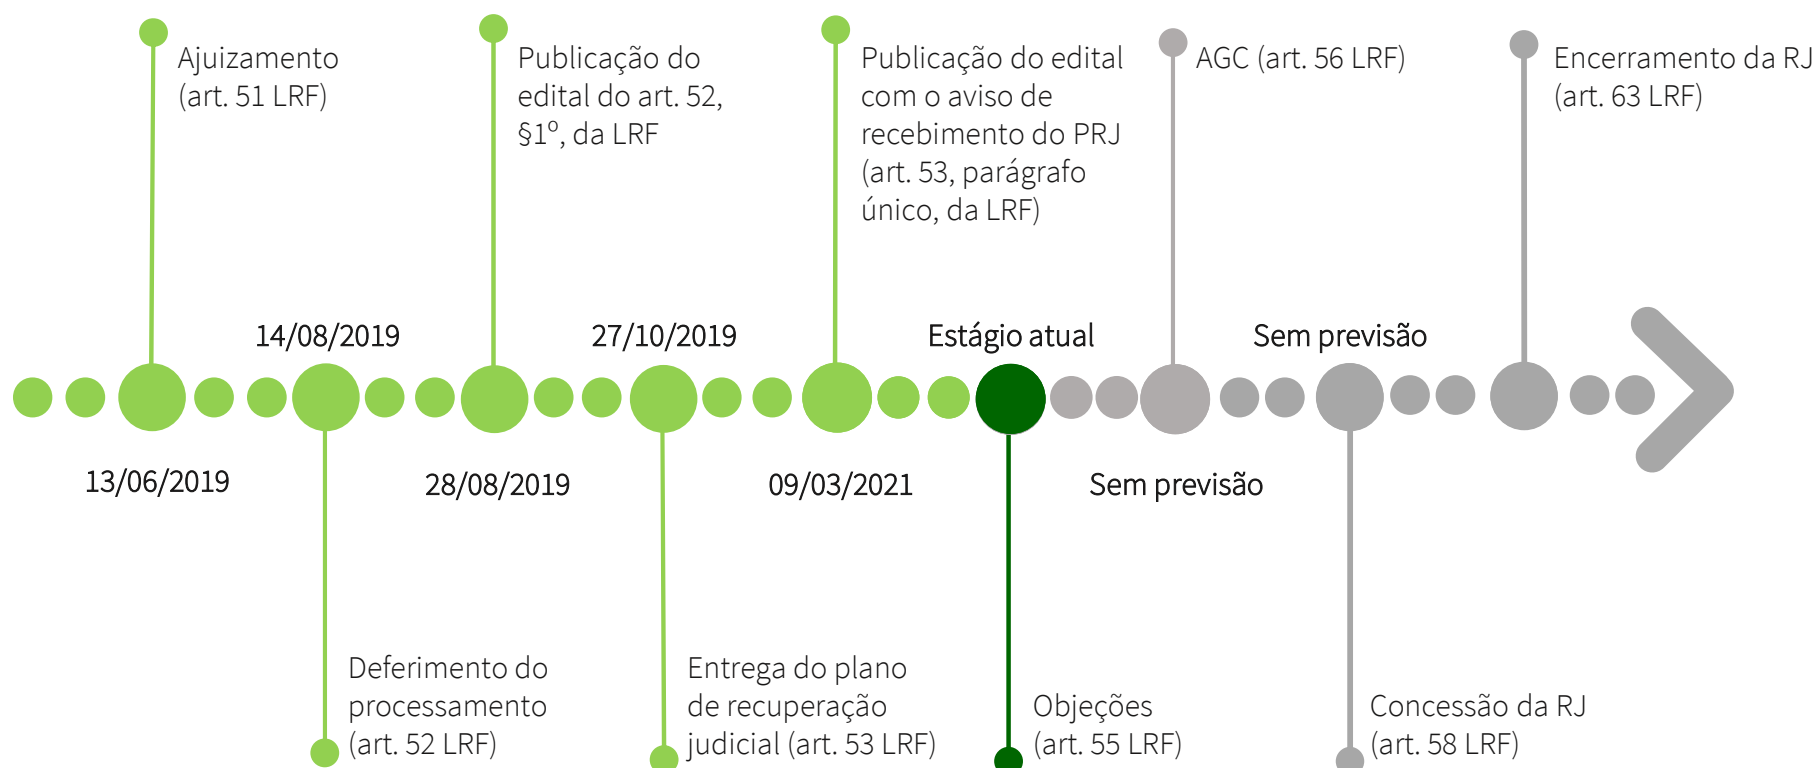 Ajuizamento
(art. 51 LRF)
Publicação do
edital do art. 52,
§1º, da LRF
Publicação do edital
com o aviso de
recebimento do PRJ
(art. 53, parágrafo
único, da LRF)
AGC (art. 56 LRF)
Encerramento da RJ
(art. 63 LRF)
14/08/2019
27/10/2019
Estágio atual
Sem previsão
13/06/2019
28/08/2019
09/03/2021
Sem previsão
Deferimento do
processamento
(art. 52 LRF)
Entrega do plano
de recuperação
judicial (art. 53 LRF)
Objeções
(art. 55 LRF)
Concessão da RJ
(art. 58 LRF)